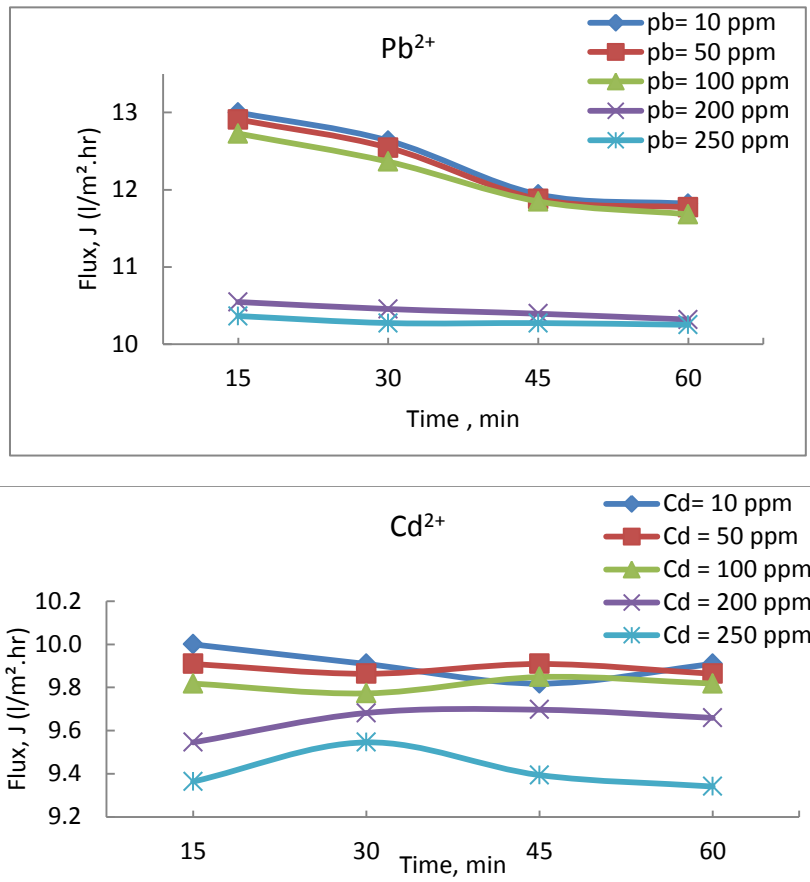 Pb²⁺
pb= 10 ppm
pb= 50 ppm
pb= 100 ppm
pb= 200 ppm
pb= 250 ppm
Flux, J (l/m².hr)
13
12
11
10
15 30 45 60
Time , min
Cd²⁺
Cd= 10 ppm
Cd = 50 ppm
Cd = 100 ppm
Cd = 200 ppm
Cd = 250 ppm
Flux, J (l/m².hr)
10.2
10.0
9.8
9.6
9.4
9.2
15 30 45 60
Time, min